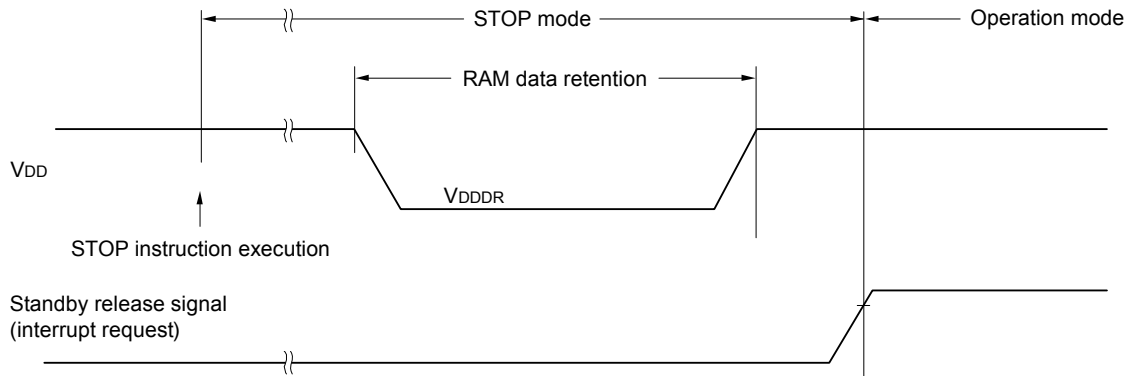 STOP mode
Operation mode
RAM data retention
VDD
VDDDR
STOP instruction execution
Standby release signal
(interrupt request)